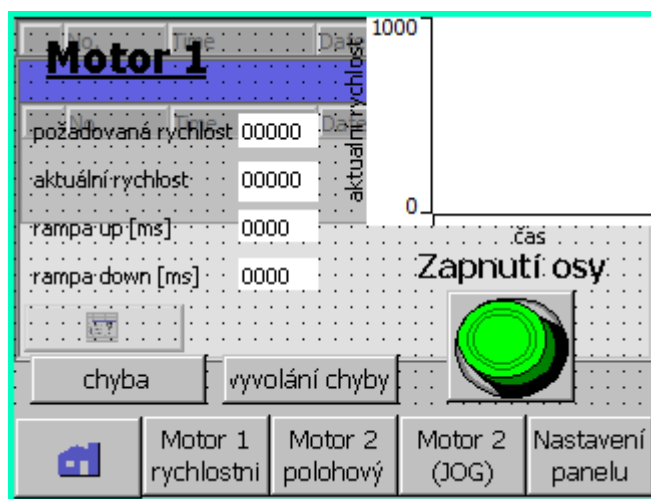 No. Time Date
Motor 1
1000
aktuální rychlost
No. Time Date
požadovaná rychlost 00000
aktuální rychlost 00000
0
rampa up [ms] 0000
čas
rampa down [ms] 0000
Zapnutí osy
chyba
vyvolání chyby
Motor 1
rychlostni
Motor 2
polohový
Motor 2
(JOG)
Nastavení
panelu